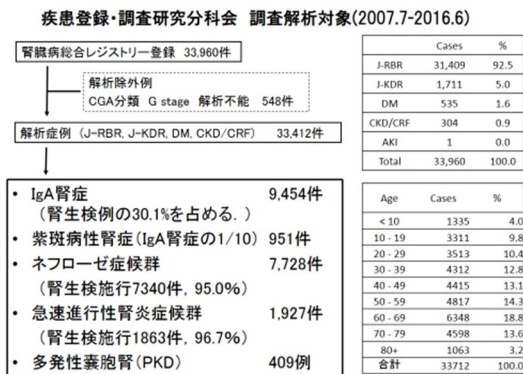 疾患登録・調査研究分科会 調査解析対象(2007.7-2016.6)
腎臓病総合レジストリー登録 33,960件
解析除外例
CGA分類 G stage 解析不能 548件
解析症例 (J-RBR, J-KDR, DM, CKD/CRF) 33,412件
• IgA腎症 9,454件
(腎生検例の30.1%を占める.)
• 紫斑病性腎症(IgA腎症の1/10) 951件
• ネフローゼ症候群 7,728件
(腎生検施行7340件, 95.0%)
• 急速進行性腎炎症候群 1,927件
(腎生検施行1863件, 96.7%)
• 多発性嚢胞腎(PKD) 409例
Cases %
J-RBR 31,409 92.5
J-KDR 1,711 5.0
DM 535 1.6
CKD/CRF 304 0.9
AKI 1 0.0
Total 33,960 100.0
Age Cases %
< 10 1335 4.0
10 - 19 3311 9.8
20 - 29 3513 10.4
30 - 39 4312 12.8
40 - 49 4415 13.1
50 - 59 4817 14.3
60 - 69 6348 18.8
70 - 79 4598 13.6
80+ 1063 3.2
合計 33712 100.0